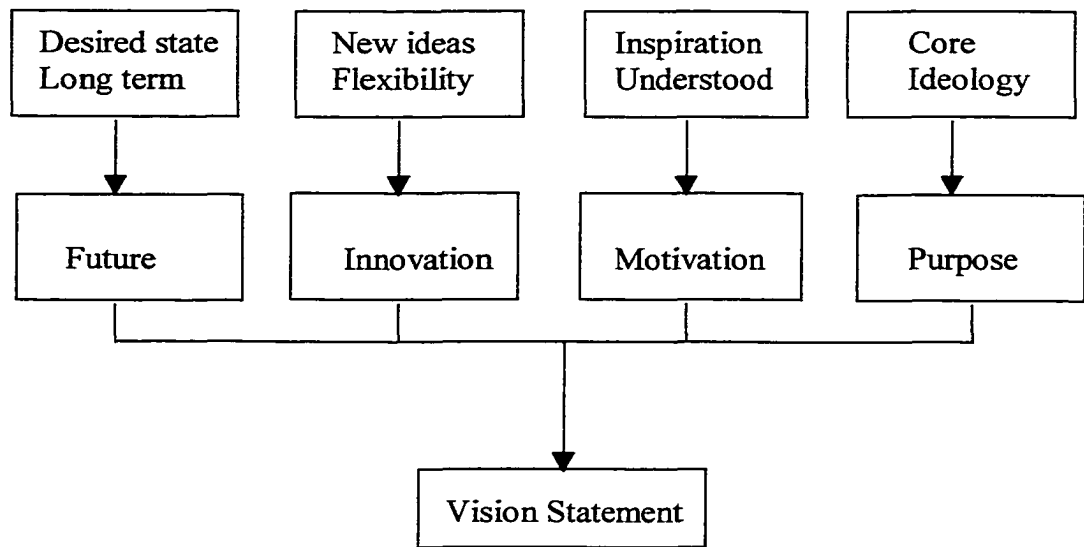 Desired state
Long term
New ideas
Flexibility
Inspiration
Understood
Core
Ideology
Future
Innovation
Motivation
Purpose
Vision Statement